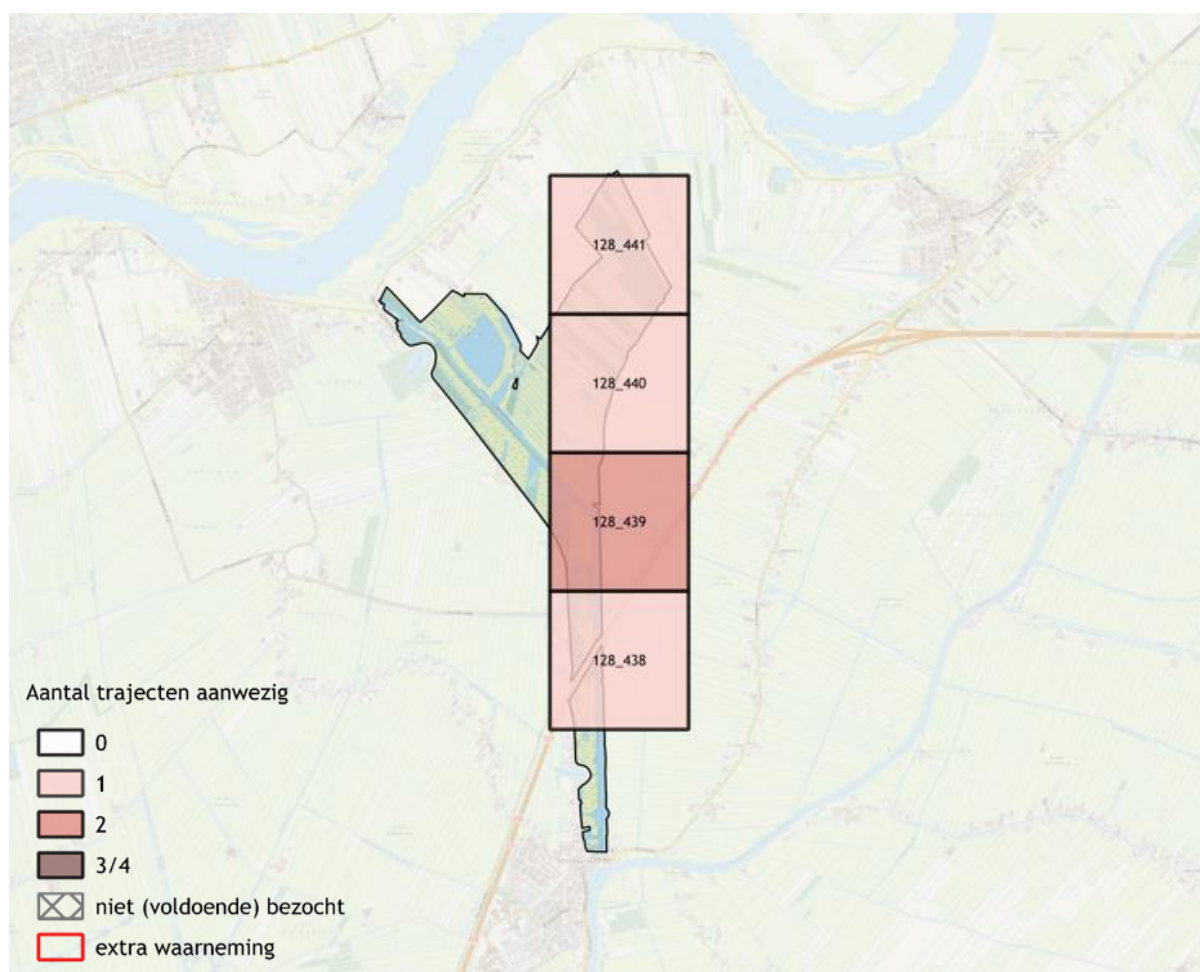 128_441
128_440
128_439
128_438
Aantal trajecten aanwezig
0
1
2
3/4
niet (voldoende) bezocht
extra waarneming